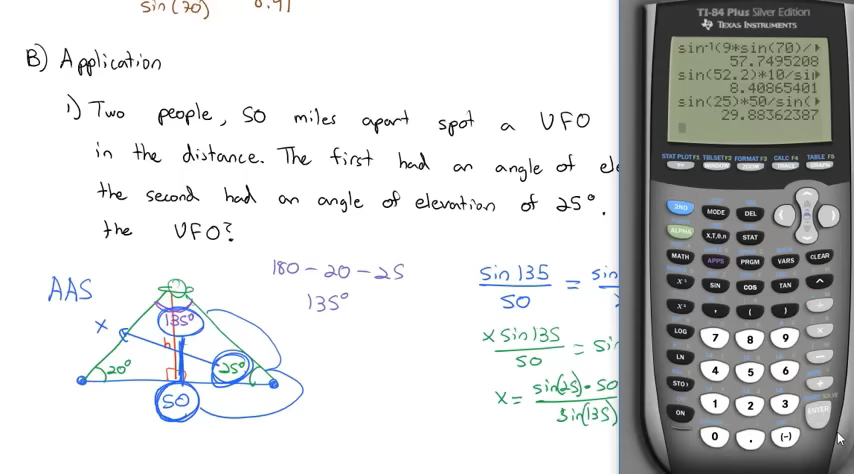 sin(70)   0.91
B) Application
1) Two people, 50 miles apart spot a UFO
in the distance. The first had an angle of
the second had an angle of elevation of 25°.
the UFO?
AAS
180 - 20 - 25
135°
x
135°
h
20°
25°
50
sin 135 / 50 =
x sin 135 / 50 =
x = sin(25) · 50 / sin(135)
TI-84 Plus Silver Edition
TEXAS INSTRUMENTS
sin⁻¹(9*sin(70)/
57.7495208
sin(52.2)*10/sin
8.40865401
sin(25)*50/sin(
29.88362387
STAT PLOT F1 TBLSET F2 FORMAT F3 CALC F4 TABLE F5
Y= WINDOW ZOOM TRACE GRAPH
2ND MODE DEL
ALPHA X,T,θ,n STAT
MATH APPS PRGM VARS CLEAR
x⁻¹ SIN COS TAN ^
x² , ( ) ÷
LOG 7 8 9 ×
LN 4 5 6 −
STO 1 2 3 +
ON 0 . (-) ENTER